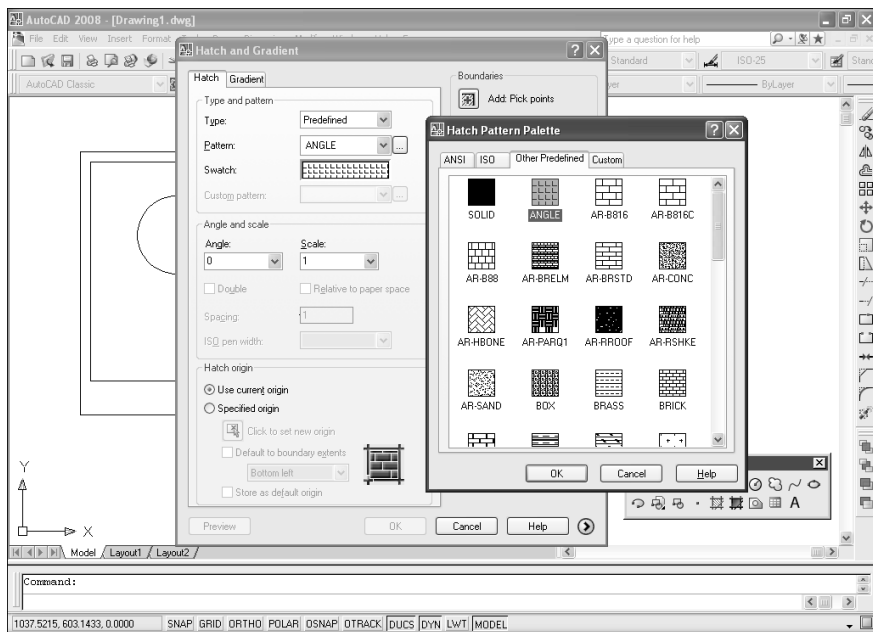 AutoCAD 2008 - [Drawing1.dwg]
File Edit View Insert Format
Type a question for help
Standard
ISO-25
AutoCAD Classic
ByLayer
Hatch and Gradient
Hatch Gradient
Type and pattern
Type: Predefined
Pattern: ANGLE
Swatch:
Custom pattern:
Angle and scale
Angle: Scale:
0 1
Double Relative to paper space
Spacing: 1
ISO pen width:
Hatch origin
Use current origin
Specified origin
Click to set new origin
Default to boundary extents
Bottom left
Store as default origin
Boundaries
Add: Pick points
Preview OK Cancel Help
Hatch Pattern Palette
ANSI ISO Other Predefined Custom
SOLID ANGLE AR-B816 AR-B816C
AR-B88 AR-BRELM AR-BRSTD AR-CONC
AR-HBONE AR-PARQ1 AR-RROOF AR-RSHKE
AR-SAND BOX BRASS BRICK
OK Cancel Help
A
Y
X
Model Layout1 Layout2
Command:
1037.5215, 603.1433, 0.0000 SNAP GRID ORTHO POLAR OSNAP OTRACK DUCS DYN LWT MODEL